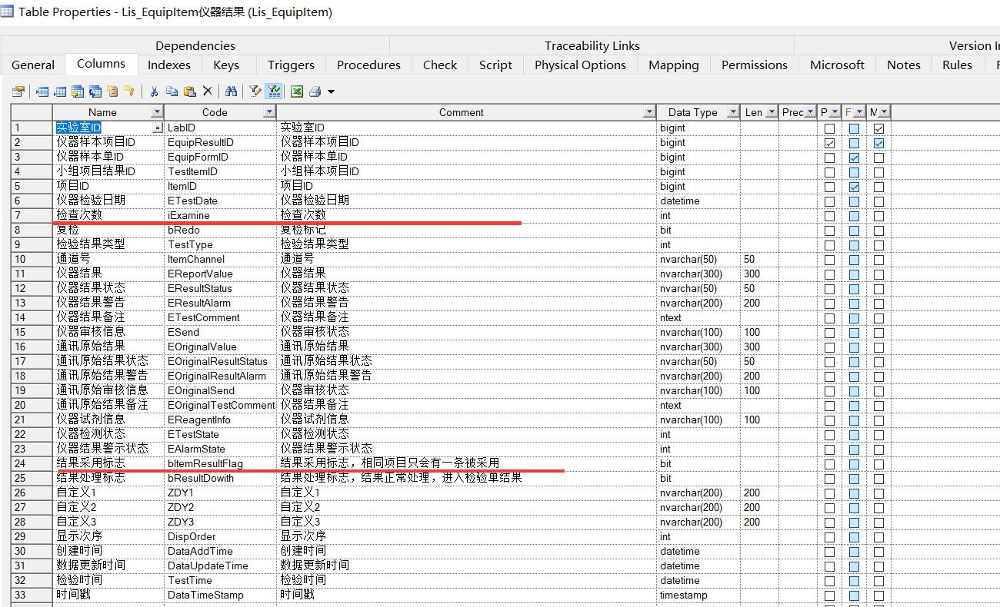 Table Properties - Lis_EquipItem仪器结果 (Lis_EquipItem)
Dependencies Traceability Links Version In
General Columns Indexes Keys Triggers Procedures Check Script Physical Options Mapping Permissions Microsoft Notes Rules
Name Code Comment Data Type Len Prec P F M
1 实验室ID = LabID 实验室ID bigint
2 仪器样本项目ID EquipResultID 仪器样本项目ID bigint
3 仪器样本单ID EquipFormID 仪器样本单ID bigint
4 小组项目结果ID TestItemID 小组样本项目ID bigint
5 项目ID ItemID 项目ID bigint
6 仪器检验日期 ETestDate 仪器检验日期 datetime
7 检查次数 iExamine 检查次数 int
8 复检 bRedo 复检标记 bit
9 检验结果类型 TestType 检验结果类型 int
10 通道号 ItemChannel 通道号 nvarchar(50) 50
11 仪器结果 EReportValue 仪器结果 nvarchar(300) 300
12 仪器结果状态 EResultStatus 仪器结果状态 nvarchar(50) 50
13 仪器结果警告 EResultAlarm 仪器结果警告 nvarchar(200) 200
14 仪器结果备注 ETestComment 仪器结果备注 ntext
15 仪器审核信息 ESend 仪器审核状态 nvarchar(100) 100
16 通讯原始结果 EOriginalValue 通讯原始结果 nvarchar(300) 300
17 通讯原始结果状态 EOriginalResultStatus 通讯原始结果状态 nvarchar(50) 50
18 通讯原始结果警告 EOriginalResultAlarm 通讯原始结果警告 nvarchar(200) 200
19 通讯原始审核信息 EOriginalSend 仪器审核状态 nvarchar(100) 100
20 通讯原始结果备注 EOriginalTestComment 仪器结果备注 ntext
21 仪器试剂信息 EReagentInfo 仪器试剂信息 nvarchar(100) 100
22 仪器检测状态 ETestState 仪器检测状态 int
23 仪器结果警示状态 EAlarmState 仪器结果警示状态 int
24 结果采用标志 bItemResultFlag 结果采用标志，相同项目只会有一条被采用 bit
25 结果处理标志 bResultDowith 结果处理标志，结果正常处理，进入检验单结果 bit
26 自定义1 ZDY1 自定义1 nvarchar(200) 200
27 自定义2 ZDY2 自定义2 nvarchar(200) 200
28 自定义3 ZDY3 自定义3 nvarchar(200) 200
29 显示次序 DispOrder 显示次序 int
30 创建时间 DataAddTime 创建时间 datetime
31 数据更新时间 DataUpdateTime 数据更新时间 datetime
32 检验时间 TestTime 检验时间 datetime
33 时间戳 DataTimeStamp 时间戳 timestamp